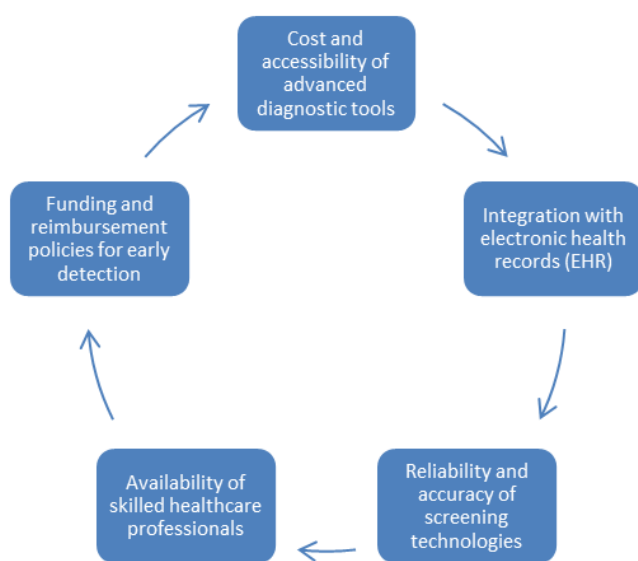 Cost and
accessibility of
advanced
diagnostic tools
Integration with
electronic health
records (EHR)
Reliability and
accuracy of
screening
technologies
Availability of
skilled healthcare
professionals
Funding and
reimbursement
policies for early
detection